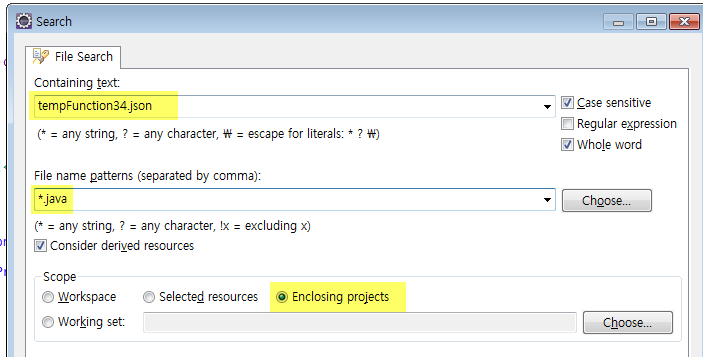 Search
File Search
Containing text:
tempFunction34.json
Case sensitive
(* = any string, ? = any character, ₩ = escape for literals: * ? ₩)
Regular expression
Whole word
File name patterns (separated by comma):
*.java
Choose...
(* = any string, ? = any character, !x = excluding x)
Consider derived resources
Scope
Workspace
Selected resources
Enclosing projects
Working set:
Choose...